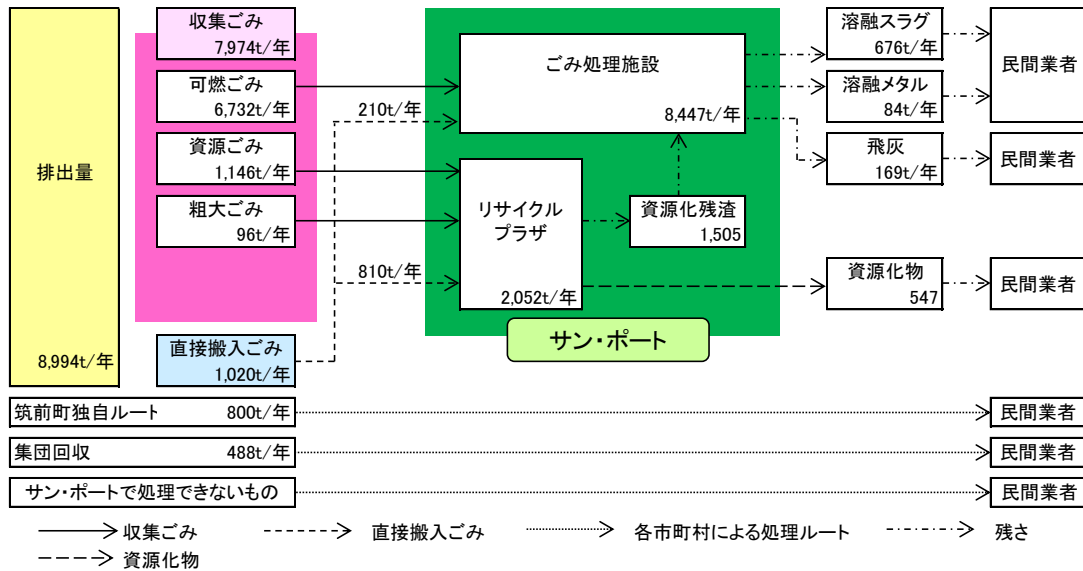 排出量
8,994t/年
収集ごみ
7,974t/年
可燃ごみ
6,732t/年
資源ごみ
1,146t/年
粗大ごみ
96t/年
直接搬入ごみ
1,020t/年
210t/年
810t/年
ごみ処理施設
8,447t/年
リサイクル
プラザ
2,052t/年
資源化残渣
1,505
サン・ポート
溶融スラグ
676t/年
溶融メタル
84t/年
飛灰
169t/年
資源化物
547
民間業者
民間業者
民間業者
筑前町独自ルート 800t/年
民間業者
集団回収 488t/年
民間業者
サン・ポートで処理できないもの
民間業者
収集ごみ
直接搬入ごみ
各市町村による処理ルート
残さ
資源化物